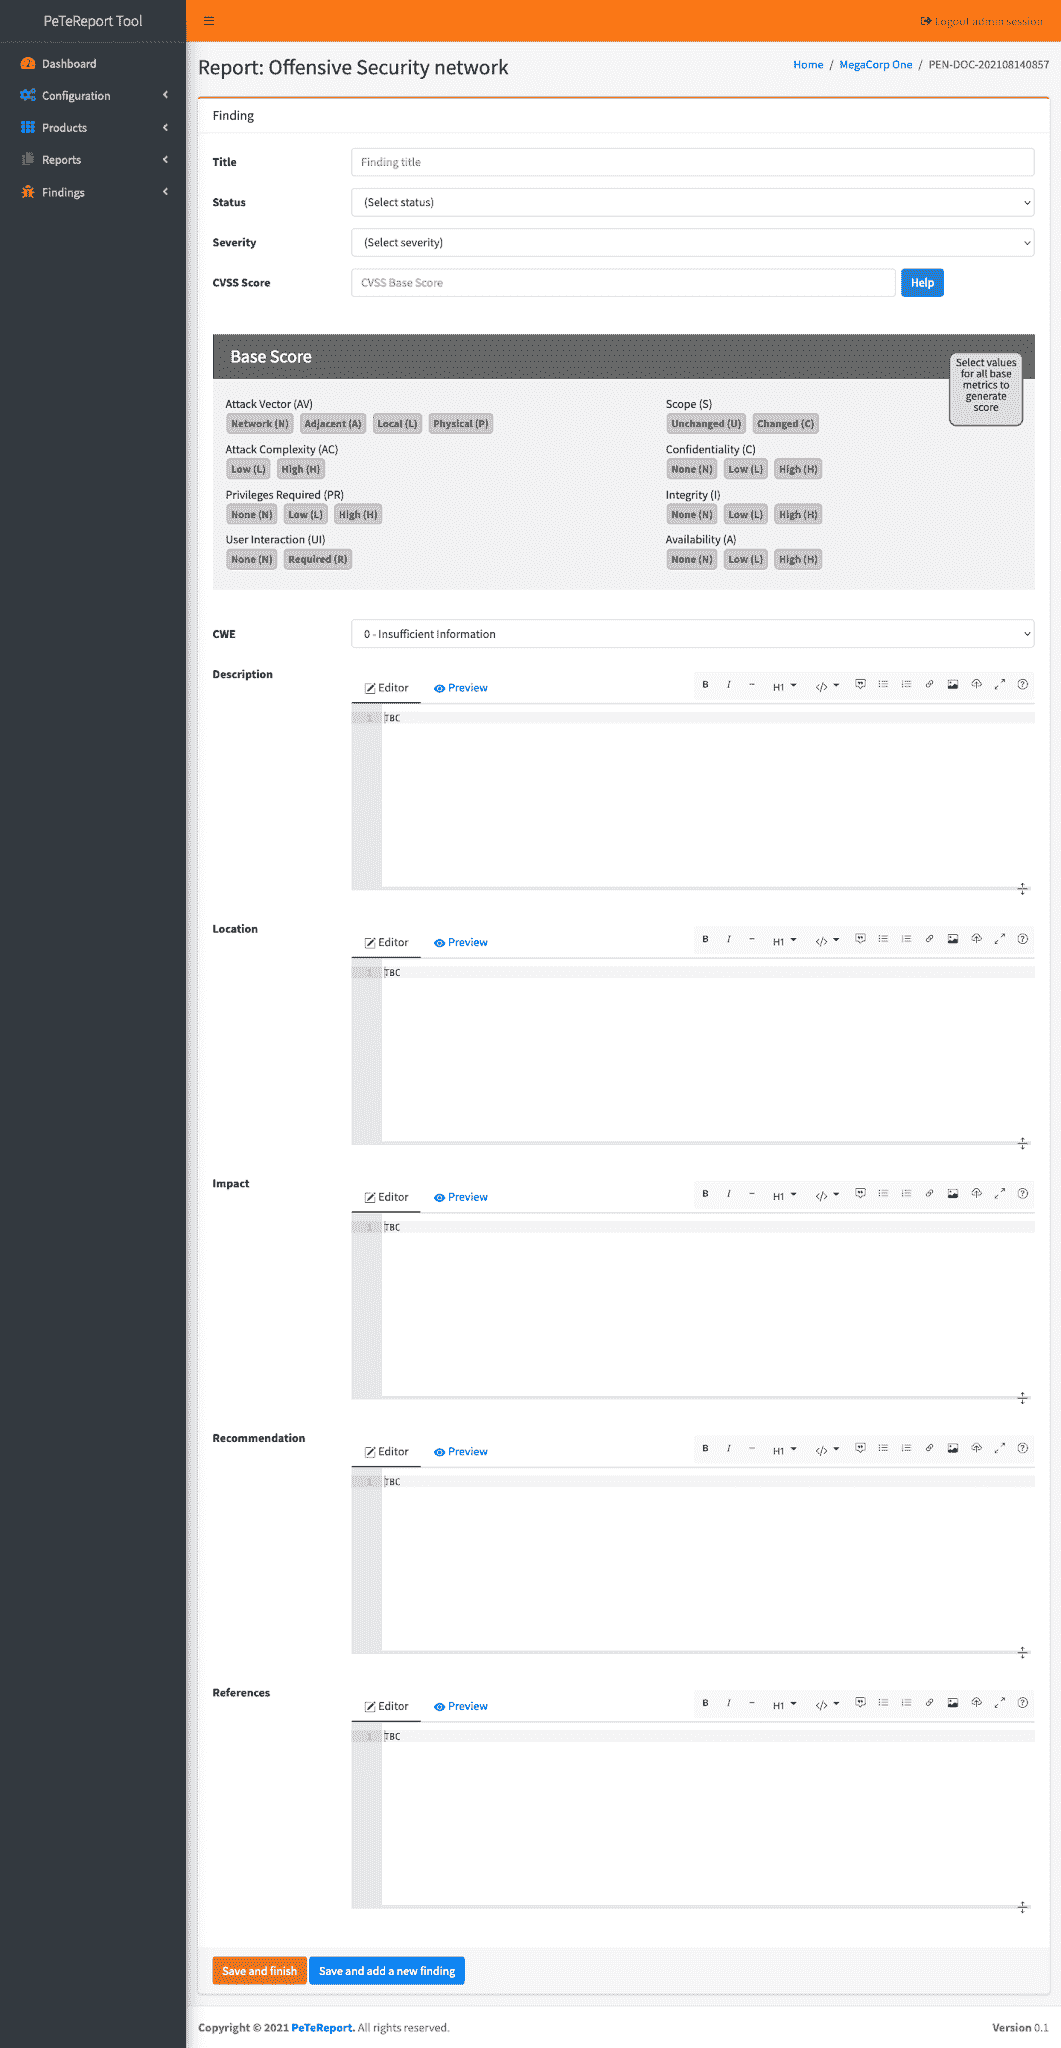 PeTeReport Tool
Logout admin session
Dashboard
Configuration
Products
Reports
Findings
Report: Offensive Security network
Home / MegaCorp One / PEN-DOC-202108140857
Finding
Title
Finding title
Status
(Select status)
Severity
(Select severity)
CVSS Score
CVSS Base Score
Help
Base Score
Select values
for all base
metrics to
generate
score
Attack Vector (AV)
Network (N) Adjacent (A) Local (L) Physical (P)
Attack Complexity (AC)
Low (L) High (H)
Privileges Required (PR)
None (N) Low (L) High (H)
User Interaction (UI)
None (N) Required (R)
Scope (S)
Unchanged (U) Changed (C)
Confidentiality (C)
None (N) Low (L) High (H)
Integrity (I)
None (N) Low (L) High (H)
Availability (A)
None (N) Low (L) High (H)
CWE
0 - Insufficient Information
Description
Editor Preview
B I H1
1 TBC
Location
Editor Preview
B I H1
1 TBC
Impact
Editor Preview
B I H1
1 TBC
Recommendation
Editor Preview
B I H1
1 TBC
References
Editor Preview
B I H1
1 TBC
Save and finish Save and add a new finding
Copyright © 2021 PeTeReport. All rights reserved.
Version 0.1